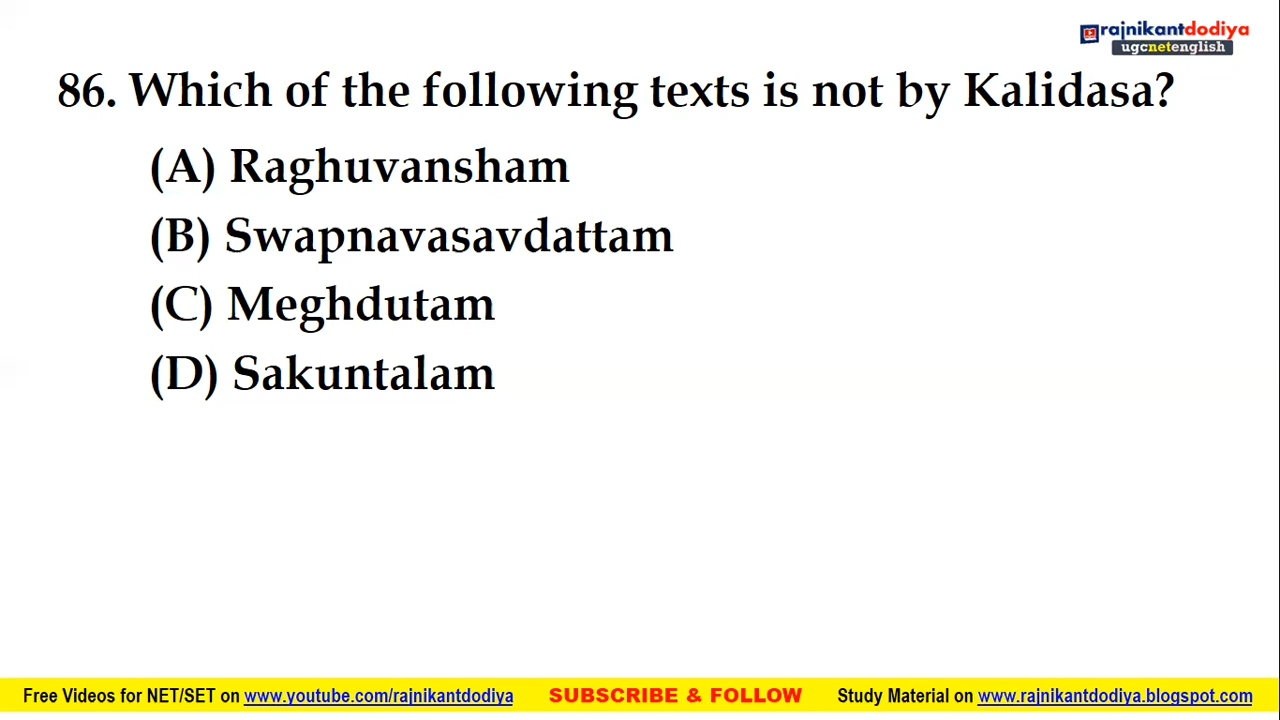 rajnikantdodiya
ugcnetenglish
86. Which of the following texts is not by Kalidasa?
(A) Raghuvansham
(B) Swapnavasavdattam
(C) Meghdutam
(D) Sakuntalam
Free Videos for NET/SET on www.youtube.com/rajnikantdodiya SUBSCRIBE & FOLLOW Study Material on www.rajnikantdodiya.blogspot.com